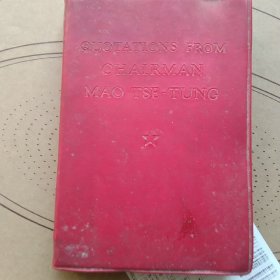 QUOTATIONS FROM
CHAIRMAN
MAO TSE-TUNG